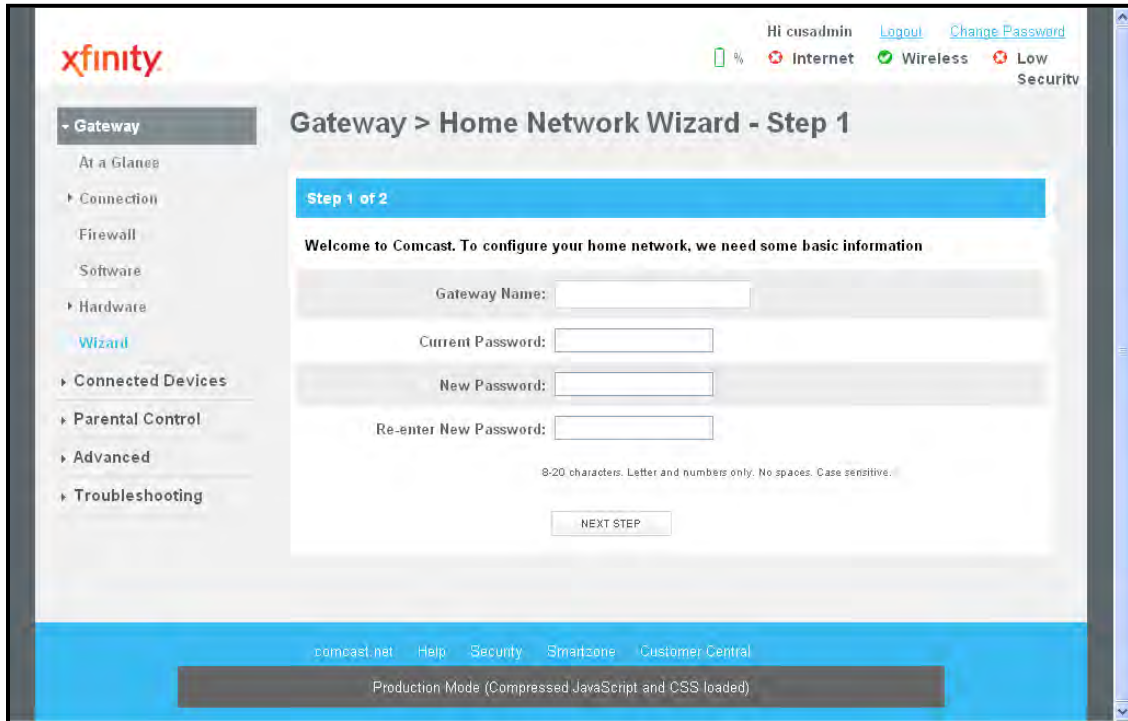 Hi cusadmin Logout Change Password
xfinity
% Internet Wireless Low Security
Gateway
At a Glance
Connection
Firewall
Software
Hardware
Wizard
Connected Devices
Parental Control
Advanced
Troubleshooting
Gateway > Home Network Wizard - Step 1
Step 1 of 2
Welcome to Comcast. To configure your home network, we need some basic information
Gateway Name:
Current Password:
New Password:
Re-enter New Password:
8-20 characters. Letter and numbers only. No spaces. Case sensitive.
NEXT STEP
comcast.net Help Security Smartzone Customer Central
Production Mode (Compressed JavaScript and CSS loaded)